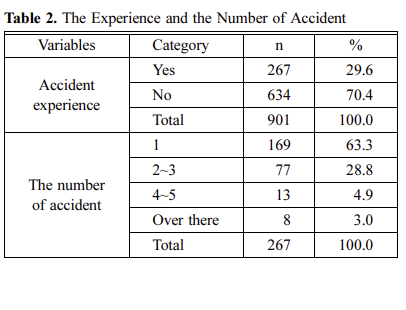 Table 2. The Experience and the Number of Accident
Variables Category n %
Accident experience Yes 267 29.6
No 634 70.4
Total 901 100.0
The number of accident 1 169 63.3
2~3 77 28.8
4~5 13 4.9
Over there 8 3.0
Total 267 100.0